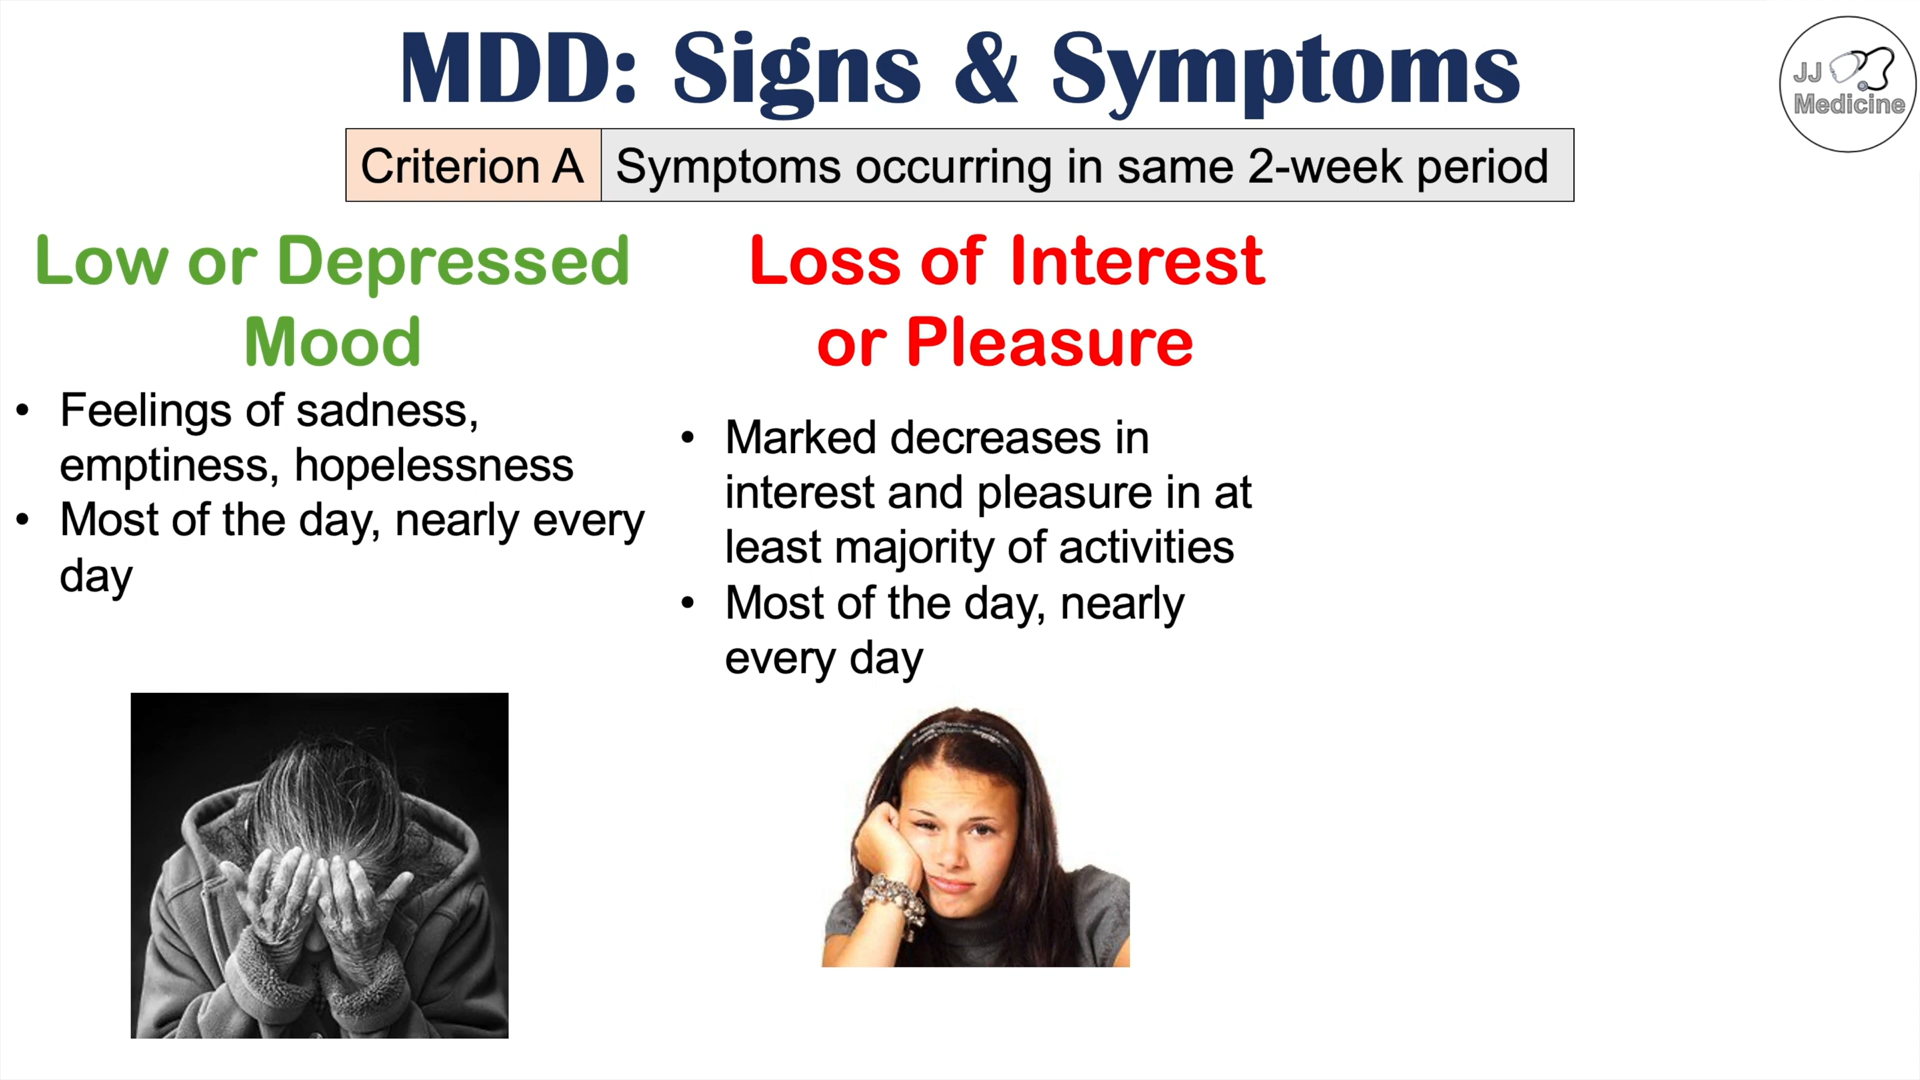 MDD: Signs & Symptoms
JJ
Medicine
Criterion A
Symptoms occurring in same 2-week period
Low or Depressed
Mood
• Feelings of sadness,
emptiness, hopelessness
• Most of the day, nearly every
day
Loss of Interest
or Pleasure
• Marked decreases in
interest and pleasure in at
least majority of activities
• Most of the day, nearly
every day